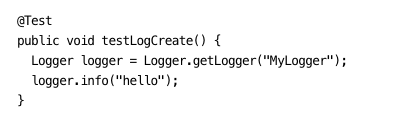 @Test
public void testLogCreate() {
  Logger logger = Logger.getLogger("MyLogger");
  logger.info("hello");
}